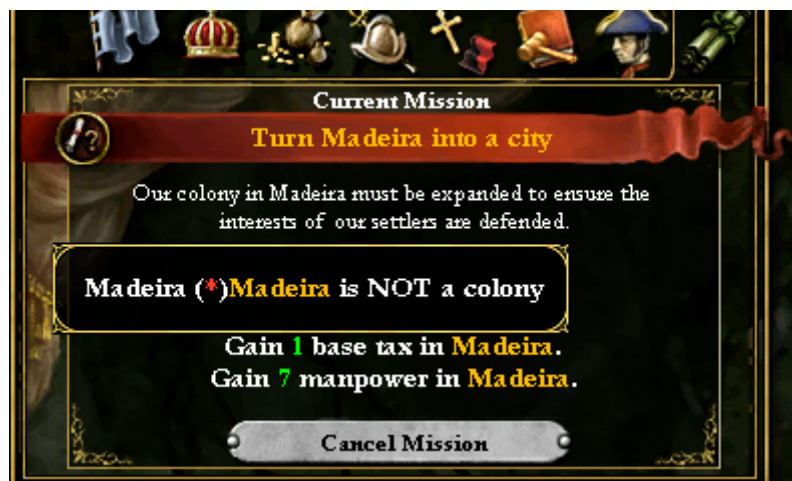 Current Mission
Turn Madeira into a city
Our colony in Madeira must be expanded to ensure the
interests of our settlers are defended.
Madeira (*)Madeira is NOT a colony
Gain 1 base tax in Madeira.
Gain 7 manpower in Madeira.
Cancel Mission